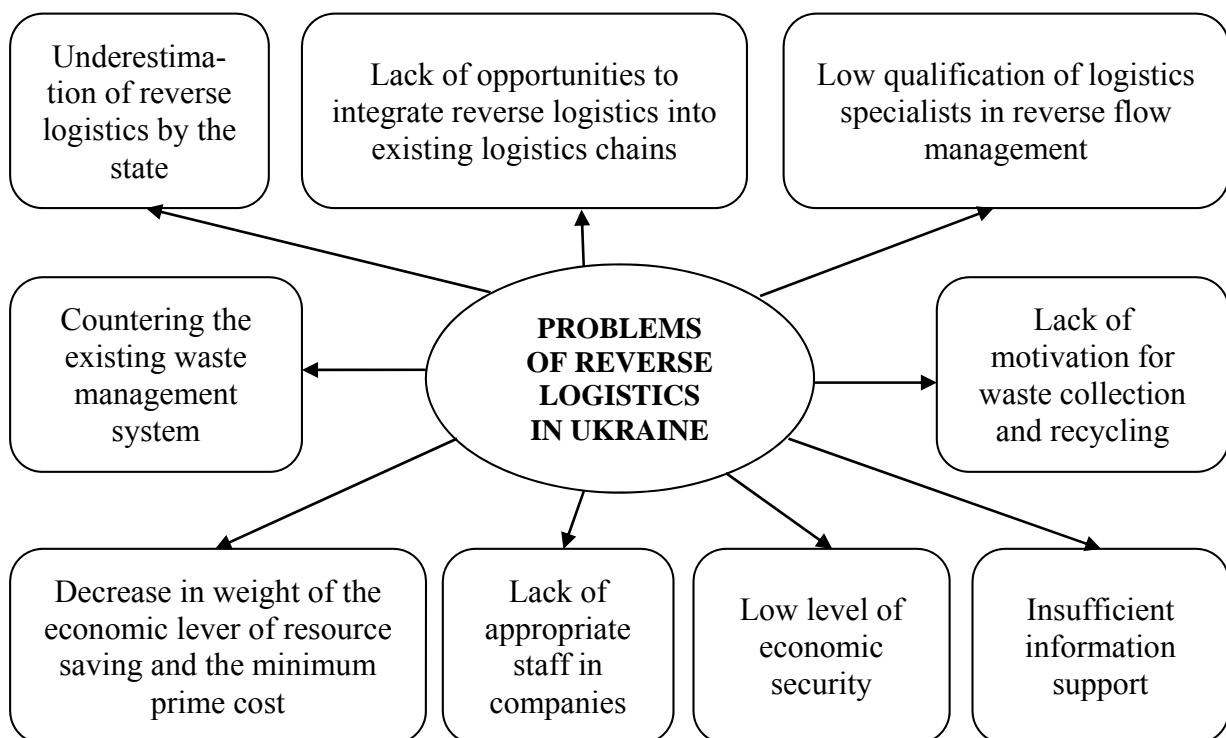 Underestima-
tion of reverse
logistics by the
state
Lack of opportunities to
integrate reverse logistics into
existing logistics chains
Low qualification of logistics
specialists in reverse flow
management
Countering the
existing waste
management
system
PROBLEMS
OF REVERSE
LOGISTICS
IN UKRAINE
Lack of
motivation for
waste collection
and recycling
Decrease in weight of the
economic lever of resource
saving and the minimum
prime cost
Lack of
appropriate
staff in
companies
Low level of
economic
security
Insufficient
information
support